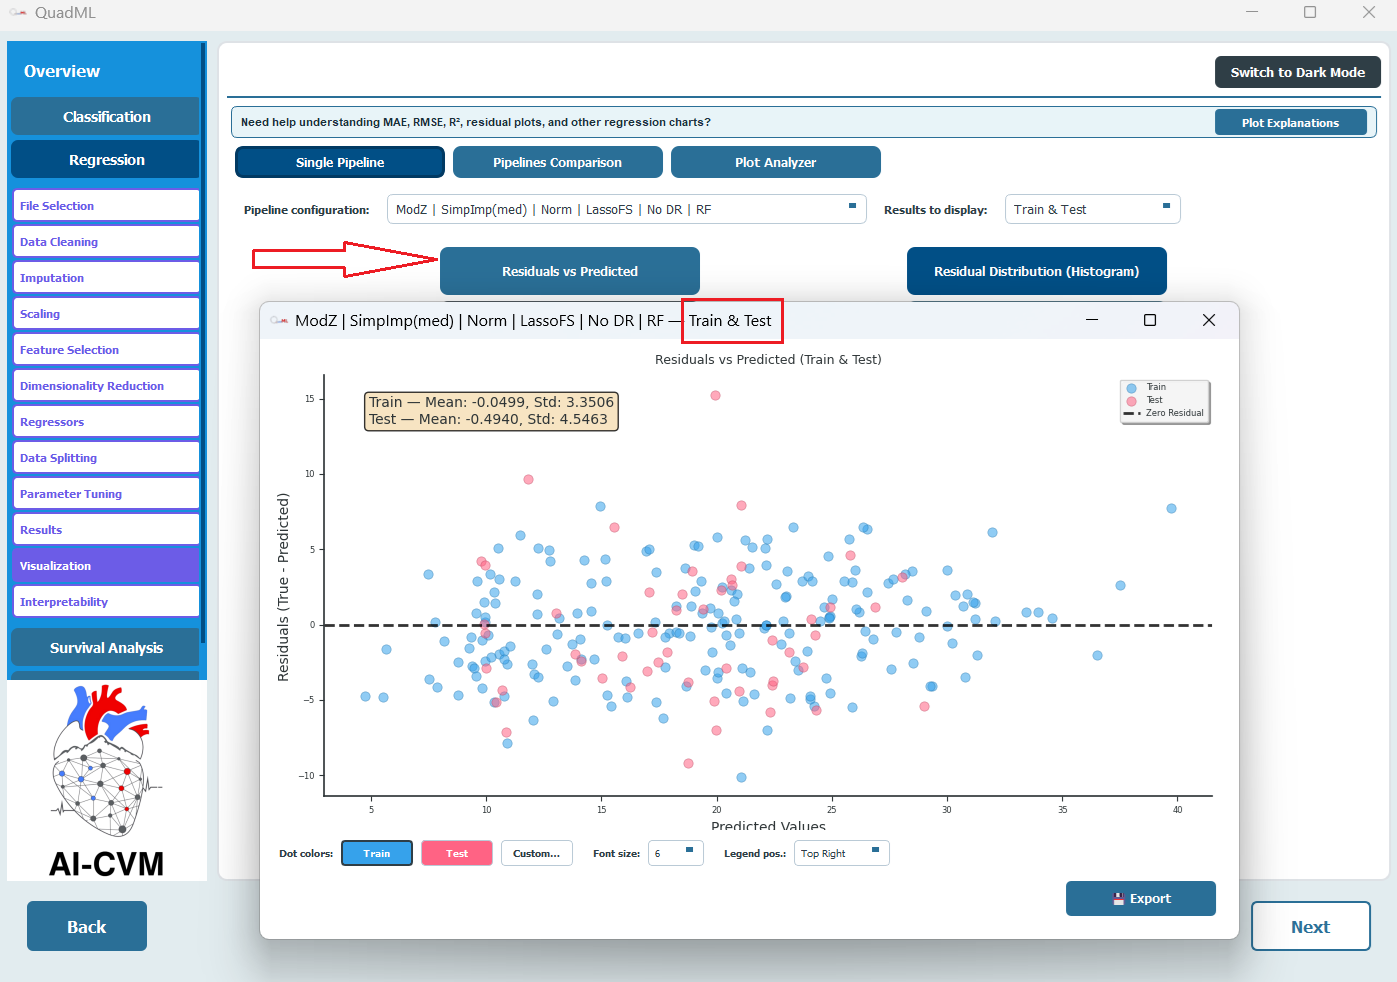 QuadML
Overview
Classification
Regression
File Selection
Data Cleaning
Imputation
Scaling
Feature Selection
Dimensionality Reduction
Regressors
Data Splitting
Parameter Tuning
Results
Visualization
Interpretability
Survival Analysis
AI-CVM
Back
Switch to Dark Mode
Need help understanding MAE, RMSE, R², residual plots, and other regression charts?
Plot Explanations
Single Pipeline
Pipelines Comparison
Plot Analyzer
Pipeline configuration:
ModZ | SimpImp(med) | Norm | LassoFS | No DR | RF
Results to display:
Train & Test
Residuals vs Predicted
Residual Distribution (Histogram)
ModZ | SimpImp(med) | Norm | LassoFS | No DR | RF — Train & Test
Residuals vs Predicted (Train & Test)
Train — Mean: -0.0499, Std: 3.3506
Test — Mean: -0.4940, Std: 4.5463
Train
Test
Zero Residual
Residuals (True - Predicted)
15
10
5
0
−5
−10
5
10
15
20
25
30
35
40
Predicted Values
Dot colors:
Train
Test
Custom...
Font size:
6
Legend pos.:
Top Right
Export
Next